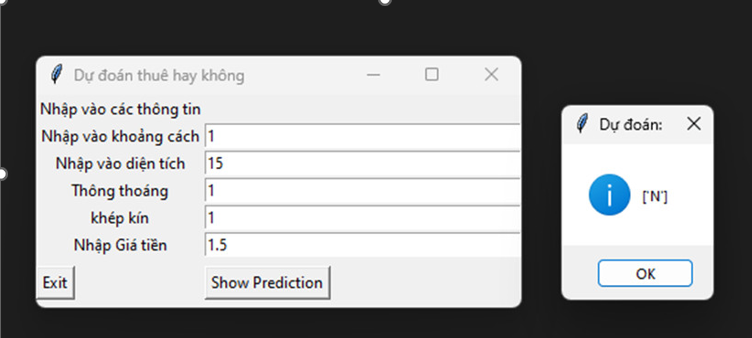 Dự đoán thuê hay không
Nhập vào các thông tin
Nhập vào khoảng cách 1
Nhập vào diện tích 15
Thông thoáng 1
khép kín 1
Nhập Giá tiền 1.5
Exit Show Prediction
Dự đoán:
['N']
OK